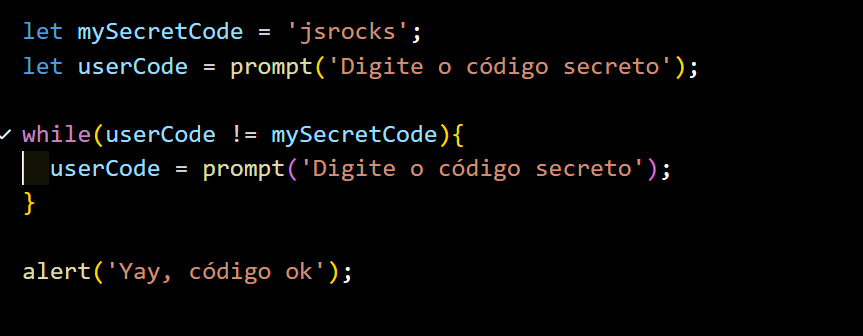 let mySecretCode = 'jsrocks';
let userCode = prompt('Digite o código secreto');
while(userCode != mySecretCode){
userCode = prompt('Digite o código secreto');
}
alert('Yay, código ok');